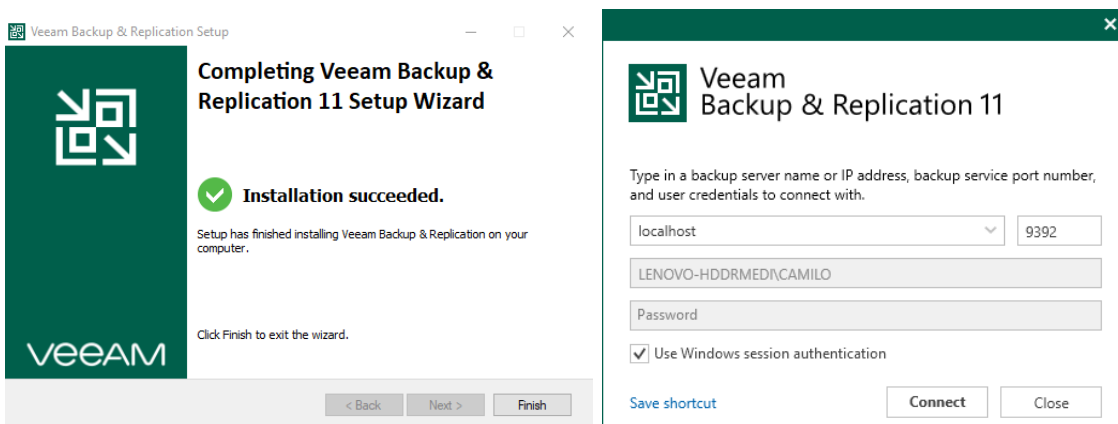 Veeam Backup & Replication Setup
Completing Veeam Backup &
Replication 11 Setup Wizard
Installation succeeded.
Setup has finished installing Veeam Backup & Replication on your
computer.
Click Finish to exit the wizard.
veeam
< Back
Next >
Finish
Veeam
Backup & Replication 11
Type in a backup server name or IP address, backup service port number,
and user credentials to connect with.
localhost
9392
LENOVO-HDDRMEDI\CAMILO
Password
Use Windows session authentication
Save shortcut
Connect
Close